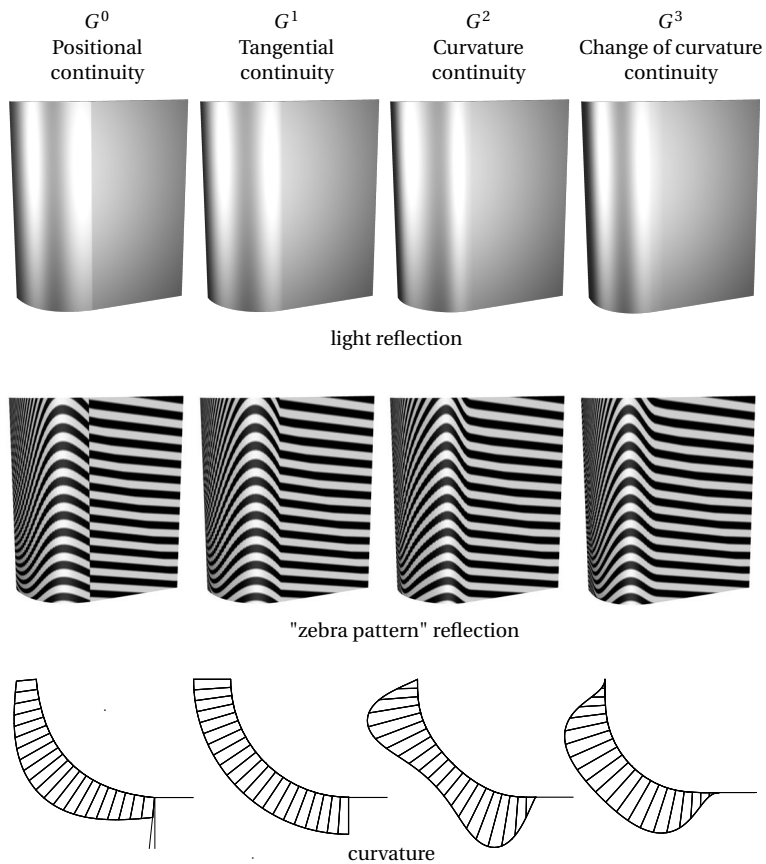 G⁰
Positional
continuity
G¹
Tangential
continuity
G²
Curvature
continuity
G³
Change of curvature
continuity
light reflection
"zebra pattern" reflection
curvature